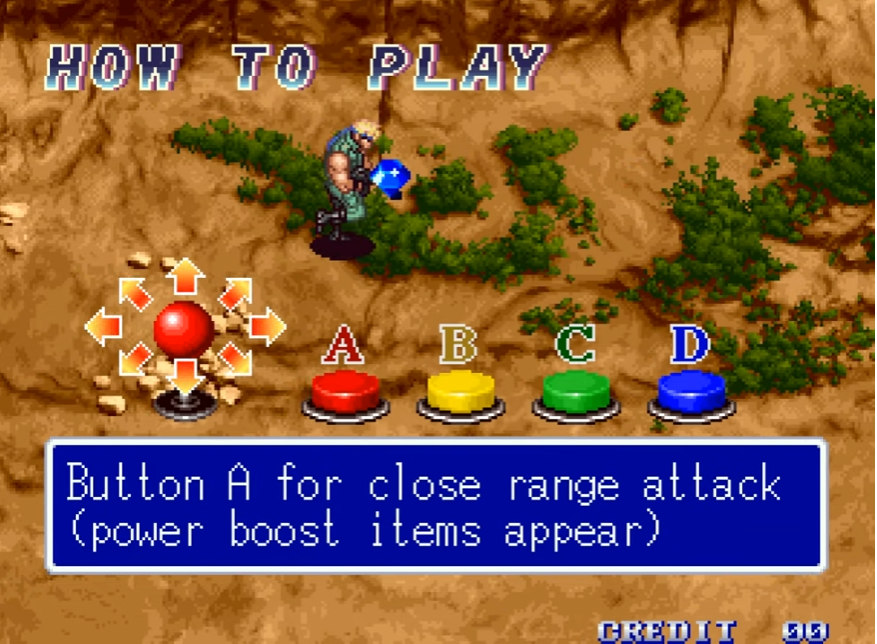 HOW TO PLAY
A B C D
Button A for close range attack
(power boost items appear)
CREDIT 00